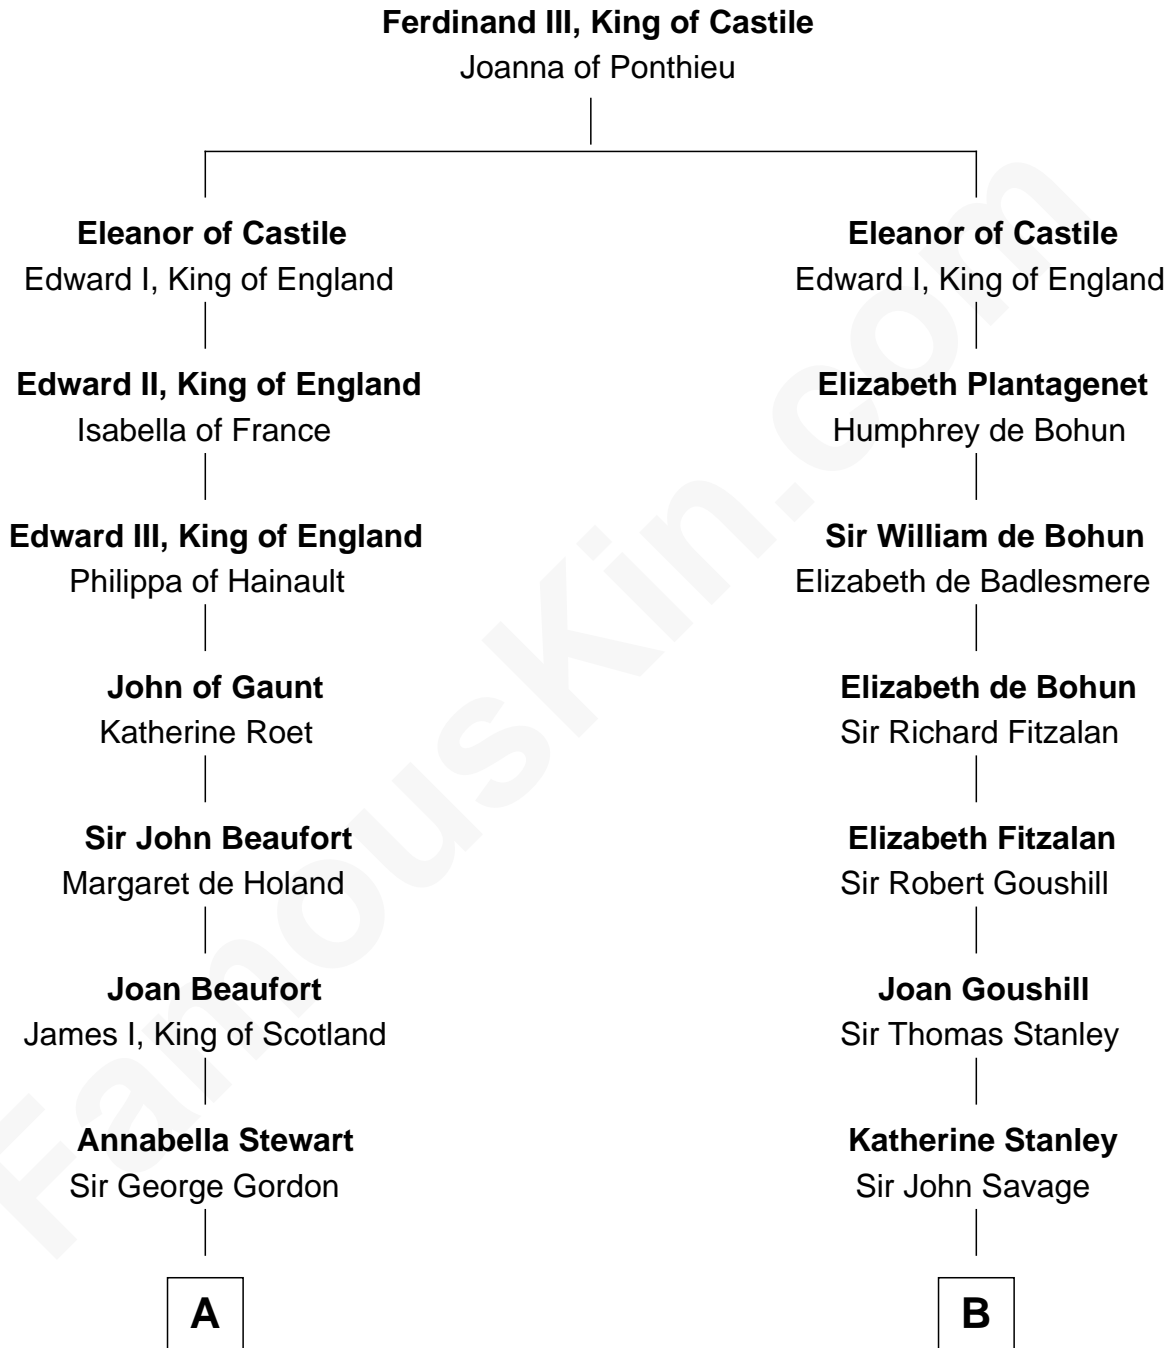 Ferdinand III, King of Castile
Joanna of Ponthieu
Eleanor of Castile
Edward I, King of England
Eleanor of Castile
Edward I, King of England
Edward II, King of England
Isabella of France
Elizabeth Plantagenet
Humphrey de Bohun
Edward III, King of England
Philippa of Hainault
Sir William de Bohun
Elizabeth de Badlesmere
John of Gaunt
Katherine Roet
Elizabeth de Bohun
Sir Richard Fitzalan
Sir John Beaufort
Margaret de Holand
Elizabeth Fitzalan
Sir Robert Goushill
Joan Beaufort
James I, King of Scotland
Joan Goushill
Sir Thomas Stanley
Annabella Stewart
Sir George Gordon
Katherine Stanley
Sir John Savage
A
B
FamousKin.com